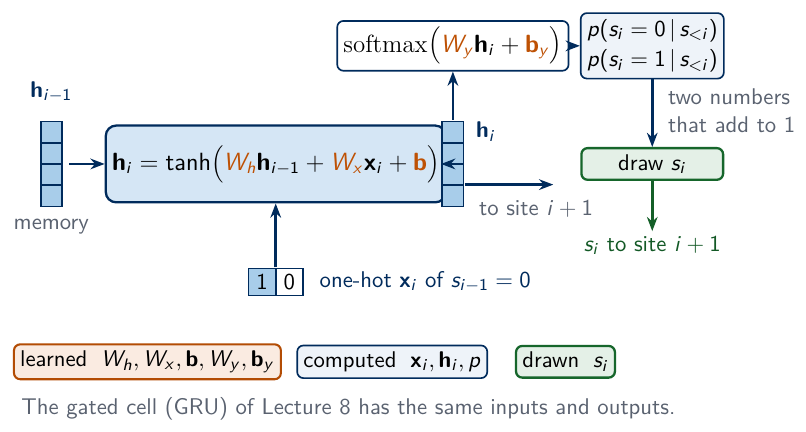 softmax(W_y h_i + b_y)
p(s_i = 0 | s_{<i})
p(s_i = 1 | s_{<i})
h_{i−1}
two numbers
that add to 1
h_i
h_i = tanh(W_h h_{i−1} + W_x x_i + b)
draw s_i
memory
to site i + 1
s_i to site i + 1
1 0
one-hot x_i of s_{i−1} = 0
learned W_h, W_x, b, W_y, b_y
computed x_i, h_i, p
drawn s_i
The gated cell (GRU) of Lecture 8 has the same inputs and outputs.